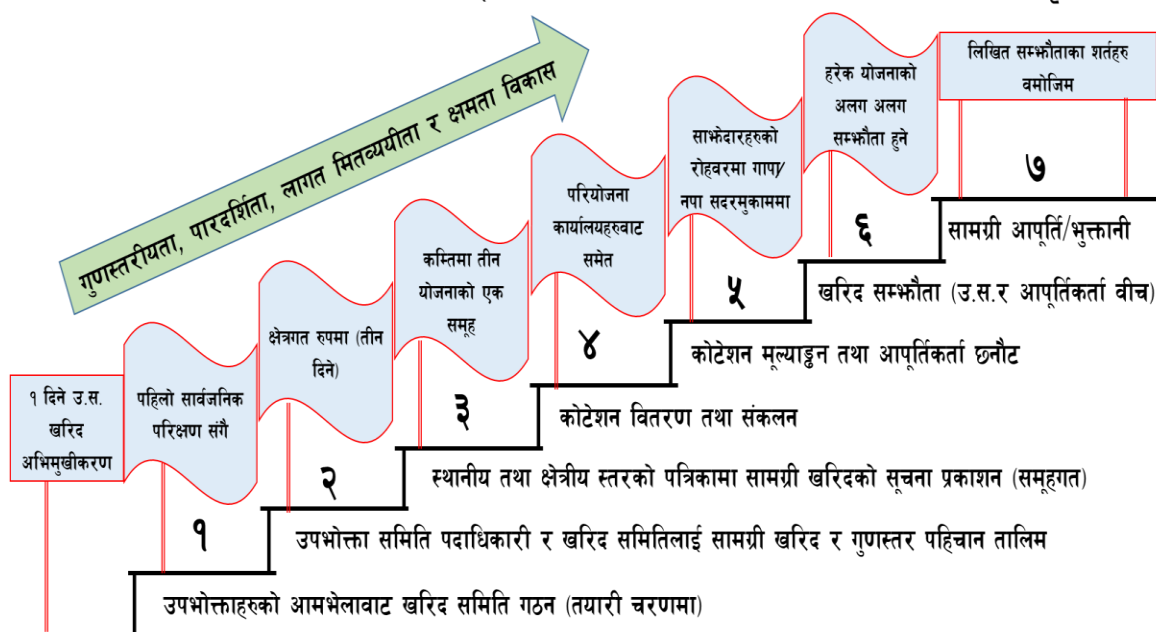 गुणस्तरीयता, पारदर्शिता, लागत मितव्ययीता र क्षमता विकास
१ दिने उ.स.
खरिद
अभिमुखीकरण
पहिलो सार्वजनिक
परिक्षण संगै
क्षेत्रगत रुपमा (तीन
दिने)
कम्तिमा तीन
योजनाको एक
समूह
परियोजना
कार्यालयहरुवाट
समेत
साझेदारहरुको
रोहवरमा गापा/
नपा सदरमुकाममा
हरेक योजनाको
अलग अलग
सम्झौता हुने
लिखित सम्झौताका शर्तहरु
वमोजिम
७
सामग्री आपूर्ति/भुक्तानी
६
खरिद सम्झौता (उ.स.र आपूर्तिकर्ता वीच)
५
कोटेशन मूल्याङ्कन तथा आपूर्तिकर्ता छनौट
४
कोटेशन वितरण तथा संकलन
३
स्थानीय तथा क्षेत्रीय स्तरको पत्रिकामा सामग्री खरिदको सूचना प्रकाशन (समूहगत)
२
उपभोक्ता समिति पदाधिकारी र खरिद समितिलाई सामग्री खरिद र गुणस्तर पहिचान तालिम
१
उपभोक्ताहरुको आमभेलावाट खरिद समिति गठन (तयारी चरणमा)